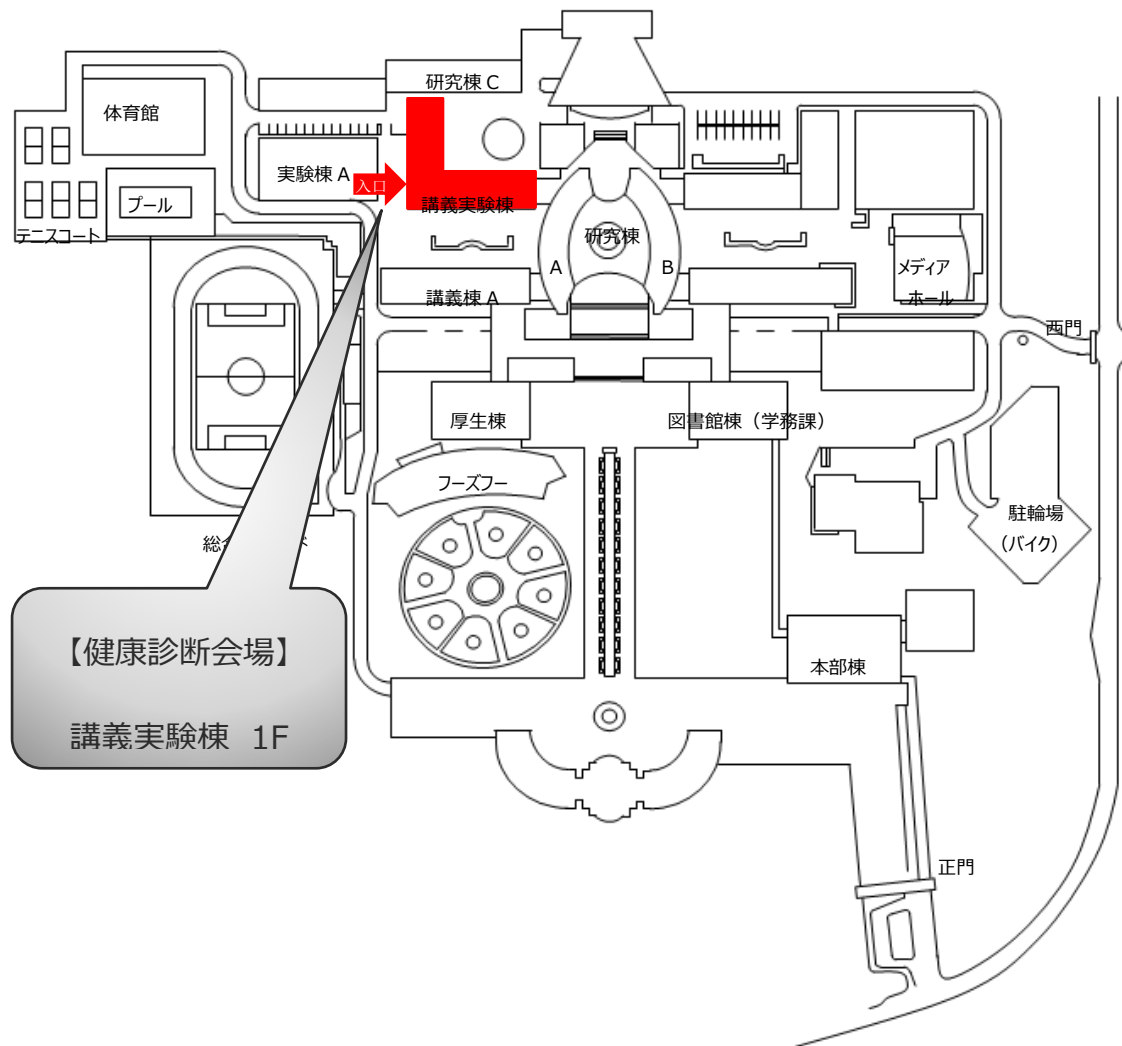 研究棟 C
体育館
実験棟 A
入口
プール
講義実験棟
テニスコート
研究棟
A
B
メディア
ホール
講義棟 A
西門
厚生棟
図書館棟（学務課）
フーズフー
駐輪場
（バイク）
総
【健康診断会場】
講義実験棟 1F
本部棟
正門